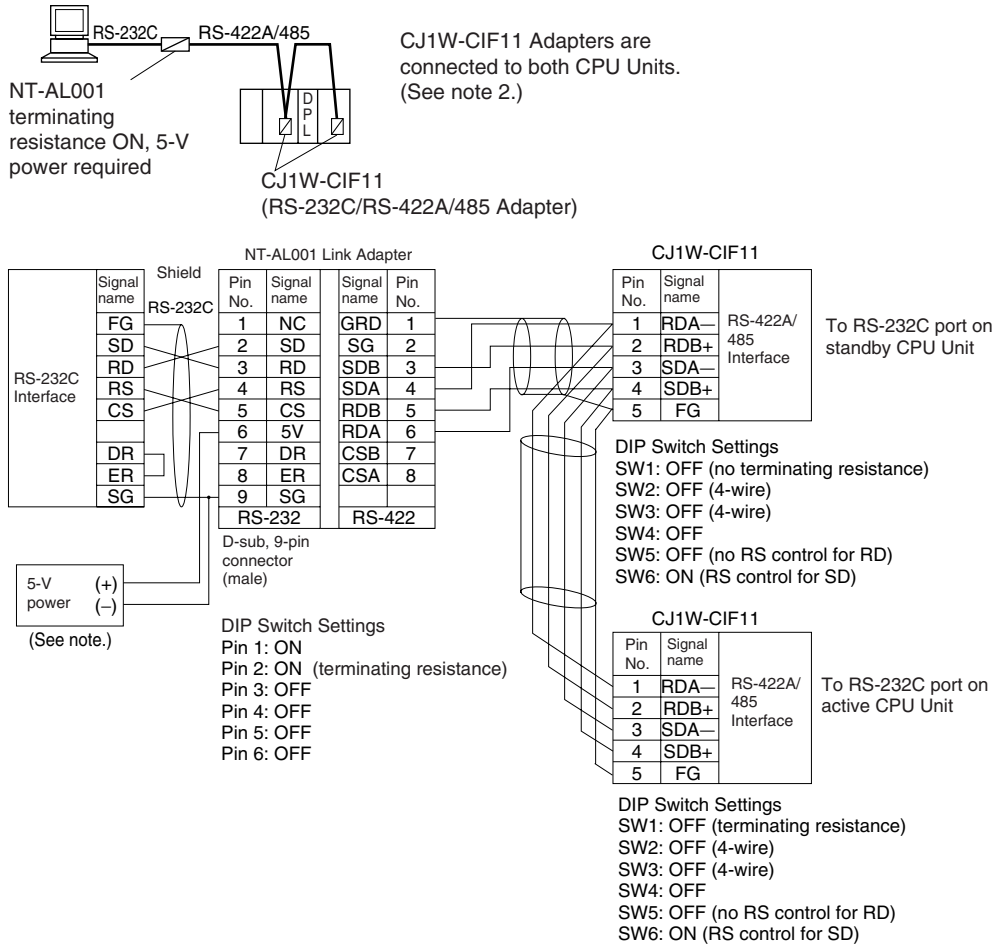 RS-232C
RS-422A/485
CJ1W-CIF11 Adapters are
connected to both CPU Units.
(See note 2.)
NT-AL001
terminating
resistance ON, 5-V
power required
D
P
L
CJ1W-CIF11
(RS-232C/RS-422A/485 Adapter)
NT-AL001 Link Adapter
CJ1W-CIF11
RS-232C
Interface
Signal
name
FG
SD
RD
RS
CS
DR
ER
SG
Shield
RS-232C
Pin
No.
Signal
name
Signal
name
Pin
No.
1 NC GRD 1
2 SD SG 2
3 RD SDB 3
4 RS SDA 4
5 CS RDB 5
6 5V RDA 6
7 DR CSB 7
8 ER CSA 8
9 SG
RS-232 RS-422
D-sub, 9-pin
connector
(male)
Pin
No.
Signal
name
1 RDA—
2 RDB+
3 SDA—
4 SDB+
5 FG
RS-422A/
485
Interface
To RS-232C port on
standby CPU Unit
DIP Switch Settings
SW1: OFF (no terminating resistance)
SW2: OFF (4-wire)
SW3: OFF (4-wire)
SW4: OFF
SW5: OFF (no RS control for RD)
SW6: ON (RS control for SD)
5-V
power
(+)
(–)
(See note.)
DIP Switch Settings
Pin 1: ON
Pin 2: ON (terminating resistance)
Pin 3: OFF
Pin 4: OFF
Pin 5: OFF
Pin 6: OFF
CJ1W-CIF11
Pin
No.
Signal
name
1 RDA—
2 RDB+
3 SDA—
4 SDB+
5 FG
RS-422A/
485
Interface
To RS-232C port on
active CPU Unit
DIP Switch Settings
SW1: OFF (terminating resistance)
SW2: OFF (4-wire)
SW3: OFF (4-wire)
SW4: OFF
SW5: OFF (no RS control for RD)
SW6: ON (RS control for SD)